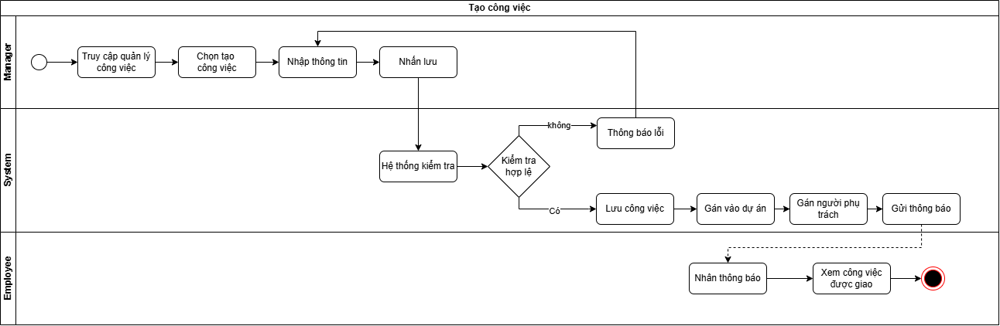 Tạo công việc
Manager
Truy cập quản lý
công việc
Chọn tạo
công việc
Nhập thông tin
Nhấn lưu
System
Hệ thống kiểm tra
Kiểm tra
hợp lệ
không
Thông báo lỗi
Có
Lưu công việc
Gán vào dự án
Gán người phụ
trách
Gửi thông báo
Employee
Nhân thông báo
Xem công việc
được giao